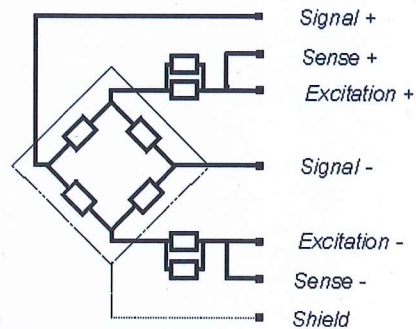 Signal +
Sense +
Excitation +
Signal -
Excitation -
Sense -
Shield